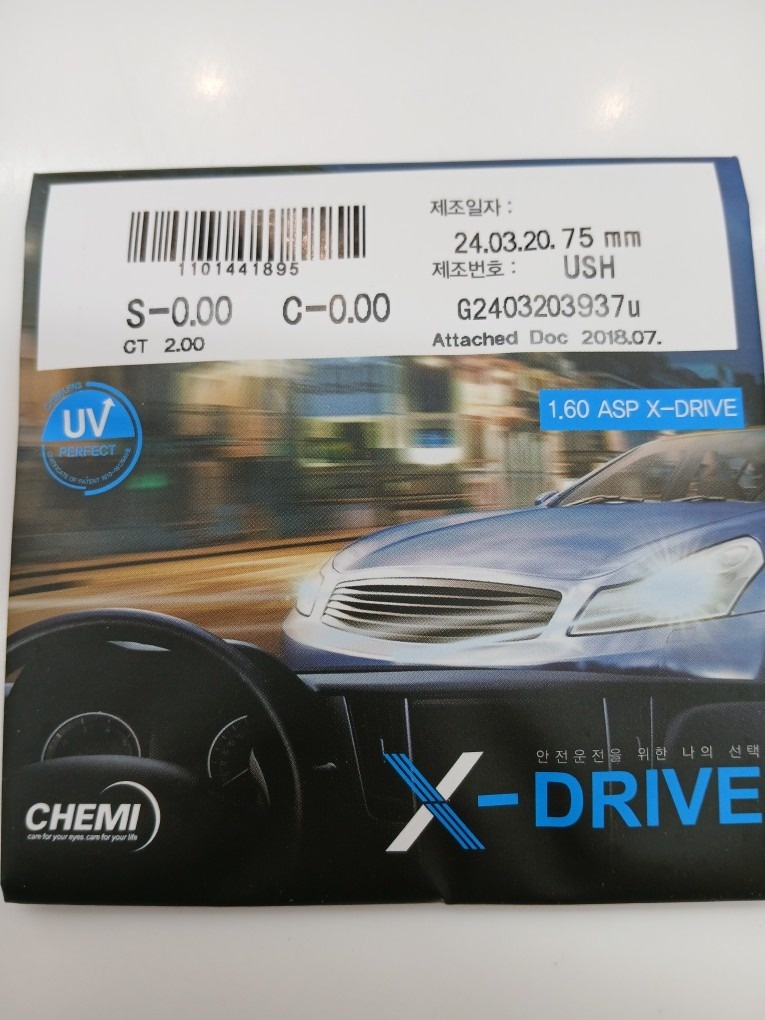 제조일자 :
1101441895
24.03.20. 75 mm
제조번호 : USH
S-0.00 C-0.00
G2403203937u
CT 2.00
Attached Doc 2018.07.
UV
PERFECT
1.60 ASP X-DRIVE
안전운전을 위한 나의 선택
X-DRIVE
CHEMI
care for your eyes. care for your life